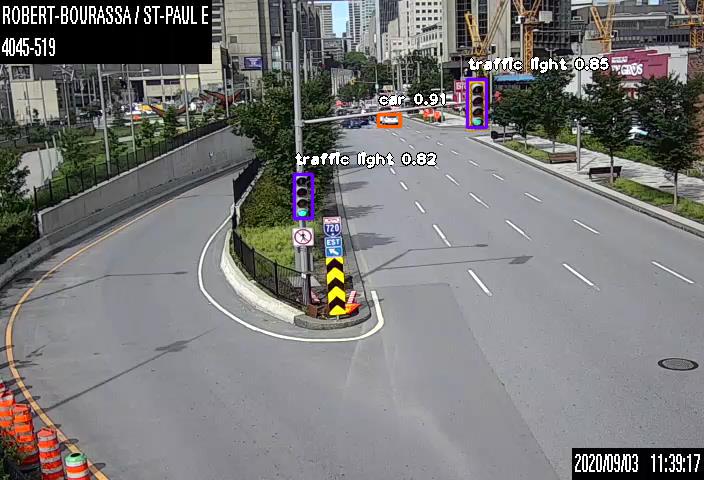 ROBERT-BOURASSA / ST-PAUL E
4045-519
traffic light 0.85
car 0.91
traffic light 0.82
720
EST
2020/09/03 11:39:17